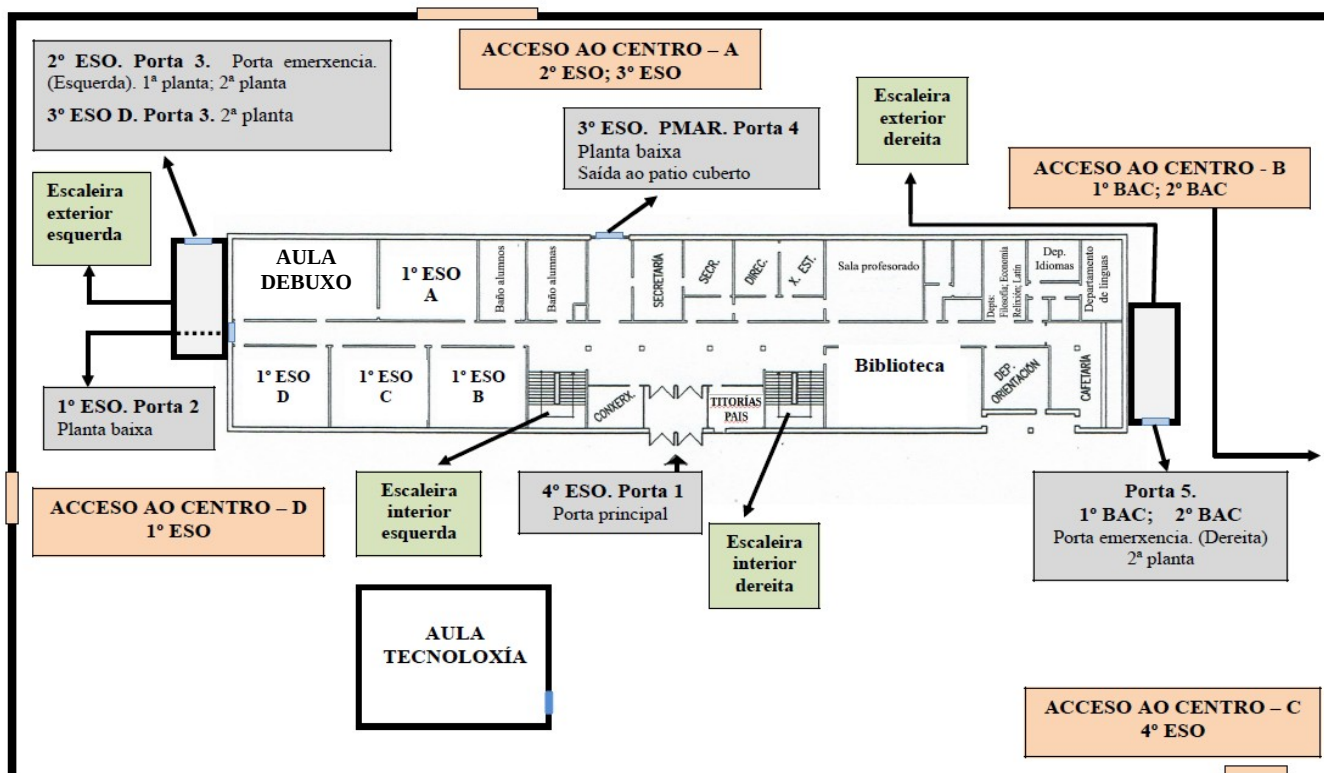 ACCESO AO CENTRO – A
2º ESO; 3º ESO
2º ESO. Porta 3. Porta emerxencia.
(Esquerda). 1ª planta; 2ª planta
3º ESO D. Porta 3. 2ª planta
Escaleira
exterior
dereita
3º ESO. PMAR. Porta 4
Planta baixa
Saída ao patio cuberto
ACCESO AO CENTRO - B
1º BAC; 2º BAC
Escaleira
exterior
esquerda
AULA
DEBUXO
1º ESO
A
Baño alumnos
Baño alumnas
SECRETARÍA
SECR.
DIREC.
X. EST.
Sala profesorado
Depts:
Filosofía; Economía
Relixión; Latín
Dep.
Idiomas
Departamento
de linguas
1º ESO
D
1º ESO
C
1º ESO
B
CONXERX.
TITORÍAS
PAIS
Biblioteca
DEP.
ORIENTACIÓN
CAFETARÍA
1º ESO. Porta 2
Planta baixa
Escaleira
interior
esquerda
4º ESO. Porta 1
Porta principal
Escaleira
interior
dereita
Porta 5.
1º BAC; 2º BAC
Porta emerxencia. (Dereita)
2ª planta
ACCESO AO CENTRO – D
1º ESO
AULA
TECNOLOXÍA
ACCESO AO CENTRO – C
4º ESO